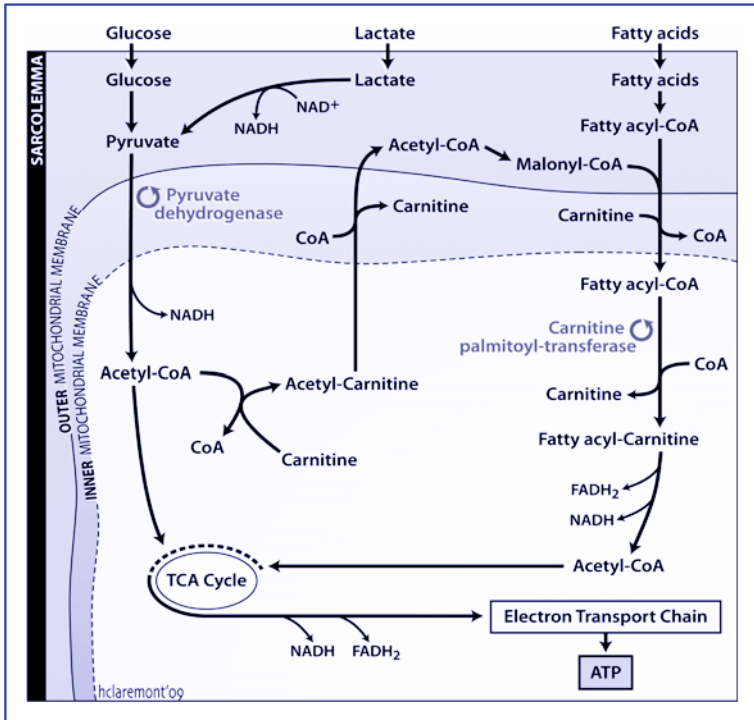 Glucose
Lactate
Fatty acids
SARCOLEMMA
Glucose
Lactate
Fatty acids
NAD+
NADH
Fatty acyl-CoA
Pyruvate
Acetyl-CoA
Malonyl-CoA
Pyruvate
dehydrogenase
Carnitine
Carnitine
CoA
CoA
OUTER MITOCHONDRIAL MEMBRANE
INNER MITOCHONDRIAL MEMBRANE
Fatty acyl-CoA
NADH
Carnitine
palmitoyl-transferase
CoA
Acetyl-CoA
Acetyl-Carnitine
Carnitine
CoA
Carnitine
Fatty acyl-Carnitine
FADH₂
NADH
Acetyl-CoA
TCA Cycle
Electron Transport Chain
NADH
FADH₂
ATP
hclaremont'09